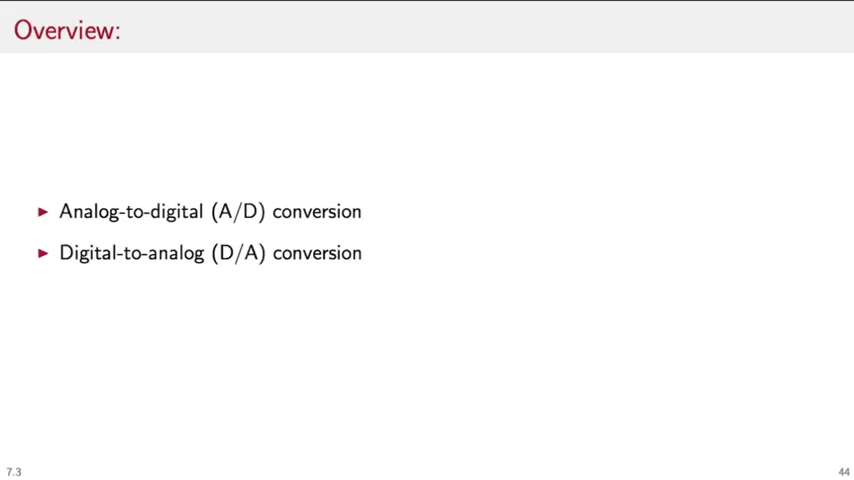 Overview:
▶ Analog-to-digital (A/D) conversion
▶ Digital-to-analog (D/A) conversion
7.3
44